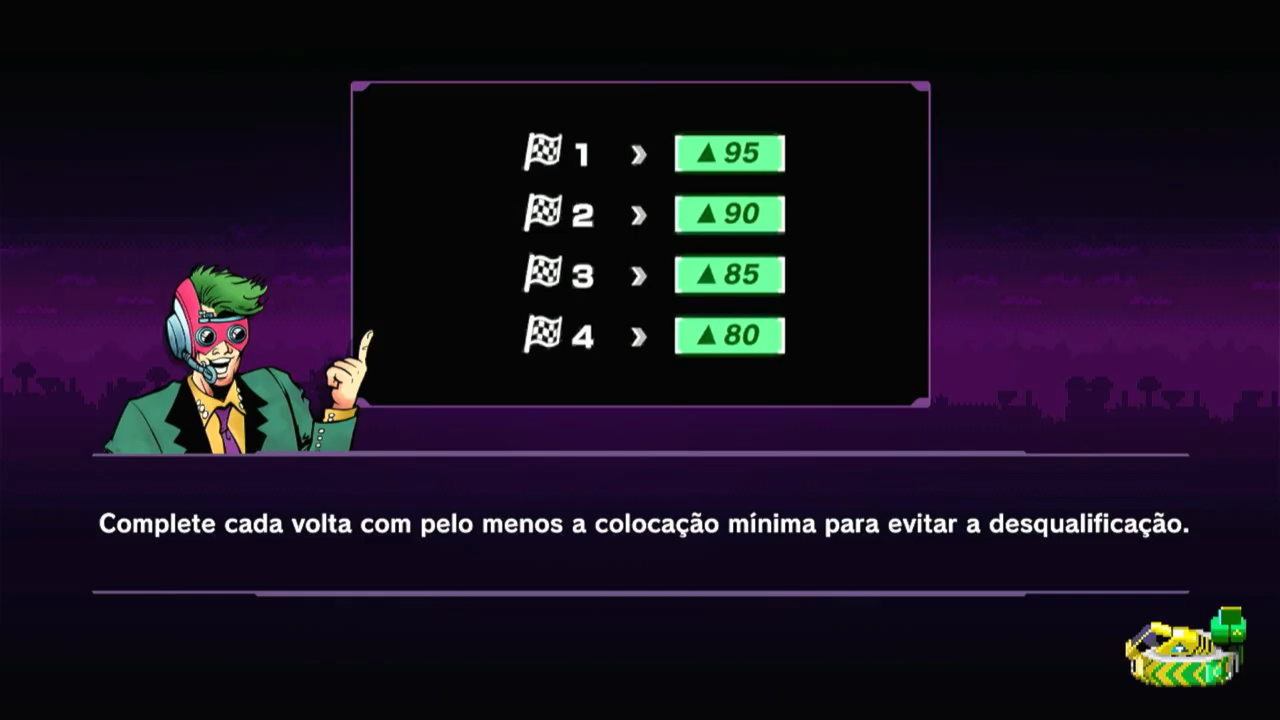 1 » ▲95
2 » ▲90
3 » ▲85
4 » ▲80
Complete cada volta com pelo menos a colocação mínima para evitar a desqualificação.